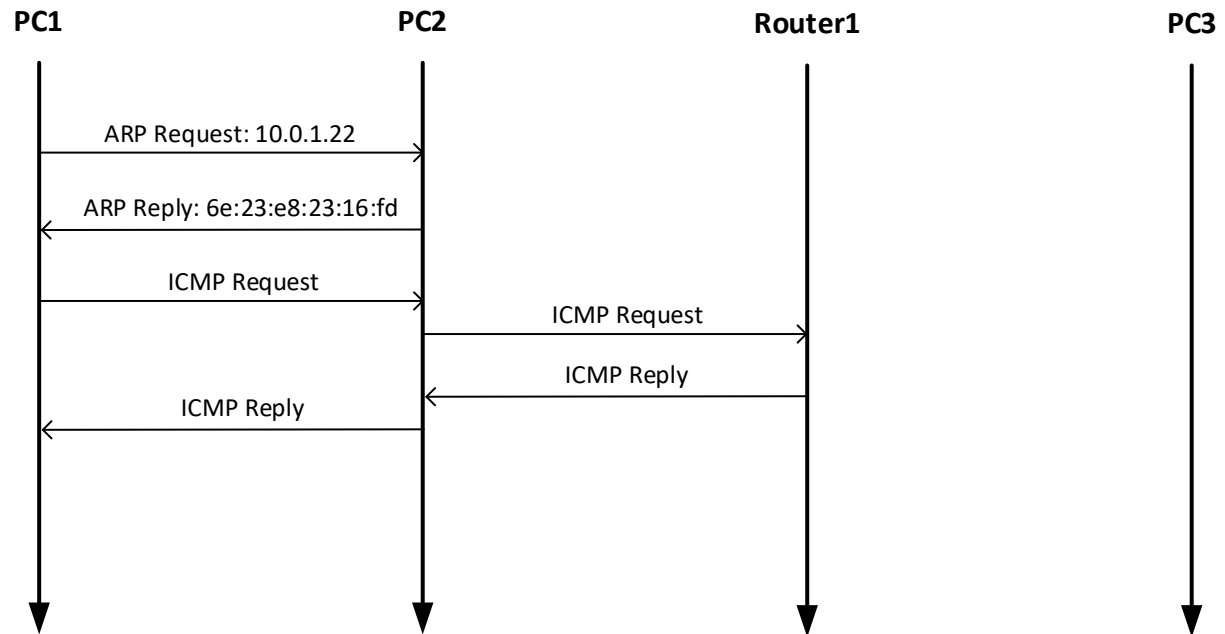 PC1
PC2
Router1
PC3
ARP Request: 10.0.1.22
ARP Reply: 6e:23:e8:23:16:fd
ICMP Request
ICMP Request
ICMP Reply
ICMP Reply